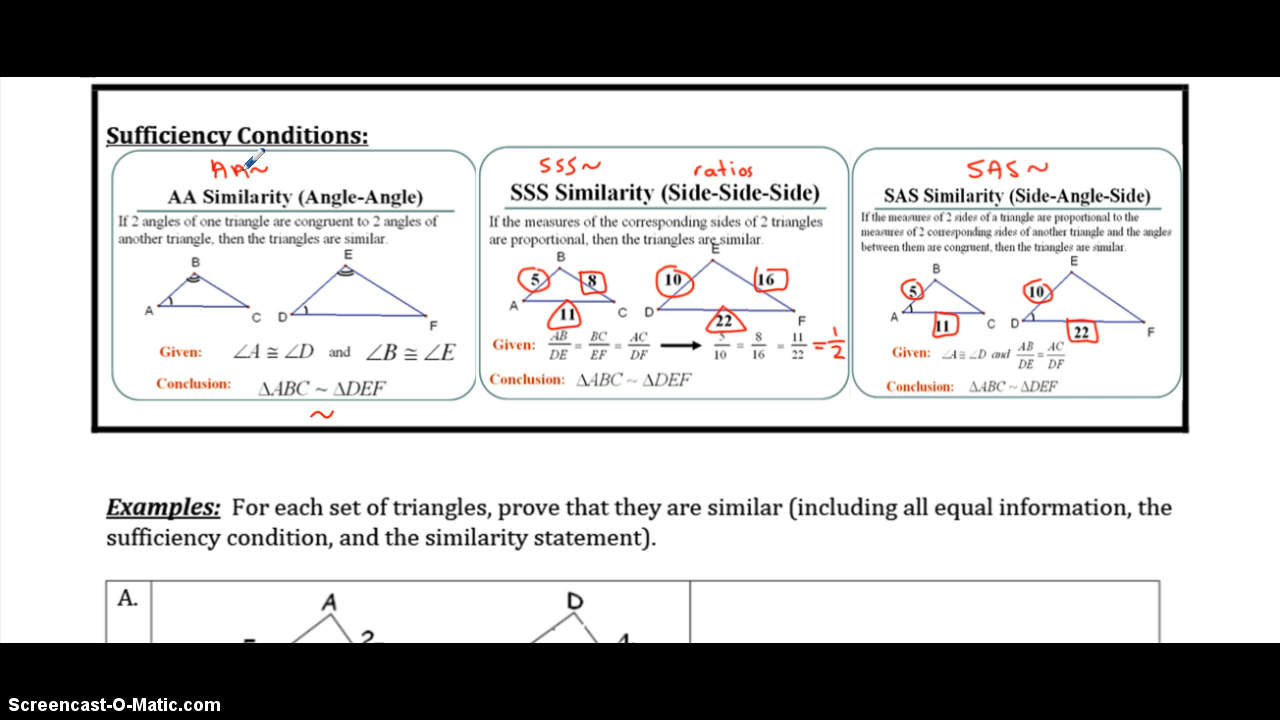 Sufficiency Conditions:
AA~
AA Similarity (Angle-Angle)
If 2 angles of one triangle are congruent to 2 angles of
another triangle, then the triangles are similar.
B
E
A
C
D
F
Given: ∠A ≅ ∠D and ∠B ≅ ∠E
Conclusion: ΔABC ~ ΔDEF
~
SSS~ ratios
SSS Similarity (Side-Side-Side)
If the measures of the corresponding sides of 2 triangles
are proportional, then the triangles are similar.
B
E
5
8
10
16
A
11
C
D
22
F
Given: AB/DE = BC/EF = AC/DF → 5/10 = 8/16 = 11/22 = 1/2
Conclusion: ΔABC ~ ΔDEF
SAS~
SAS Similarity (Side-Angle-Side)
If the measures of 2 sides of a triangle are proportional to the
measures of 2 corresponding sides of another triangle and the angles
between them are congruent, then the triangles are similar.
B
E
5
10
A
11
C
D
22
F
Given: ∠A ≅ ∠D and AB/DE = AC/DF
Conclusion: ΔABC ~ ΔDEF
Examples: For each set of triangles, prove that they are similar (including all equal information, the
sufficiency condition, and the similarity statement).
A.
A
D
2
Screencast-O-Matic.com